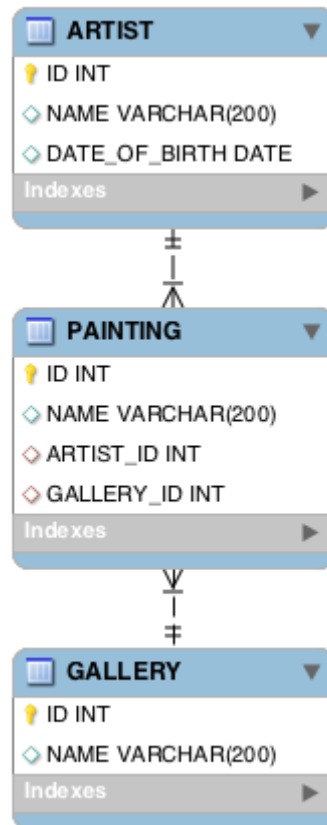 ARTIST
ID INT
NAME VARCHAR(200)
DATE_OF_BIRTH DATE
Indexes
PAINTING
ID INT
NAME VARCHAR(200)
ARTIST_ID INT
GALLERY_ID INT
Indexes
GALLERY
ID INT
NAME VARCHAR(200)
Indexes